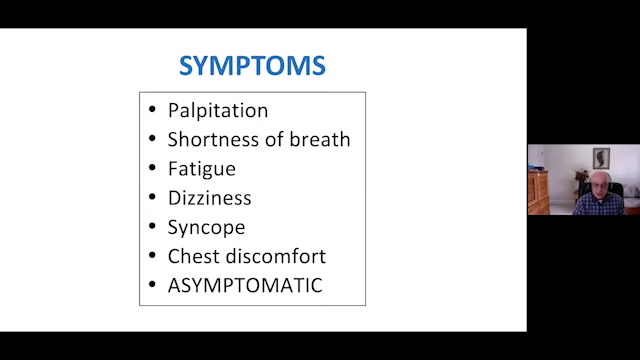 SYMPTOMS
• Palpitation
• Shortness of breath
• Fatigue
• Dizziness
• Syncope
• Chest discomfort
• ASYMPTOMATIC